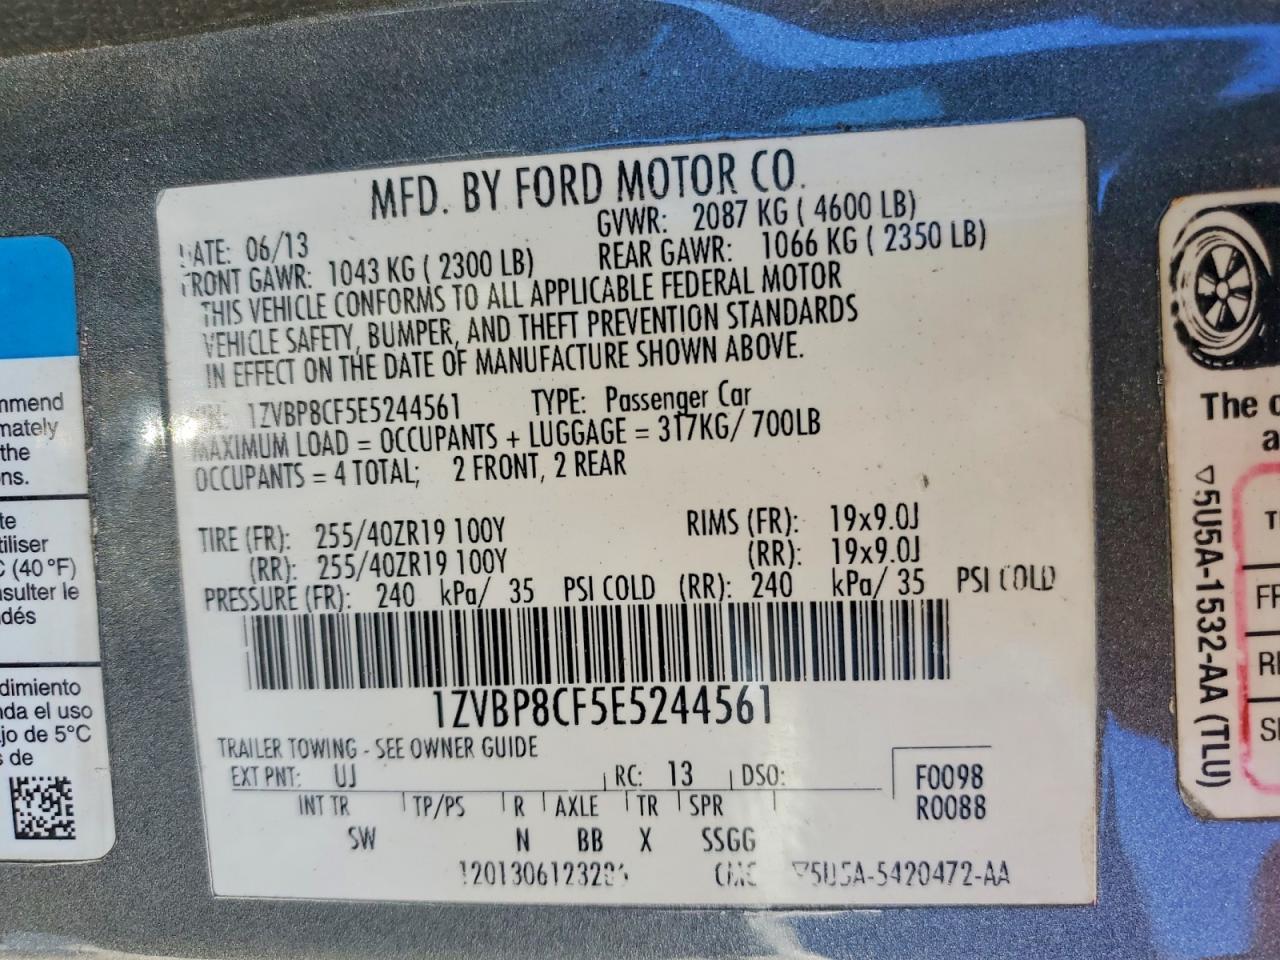 MFD. BY FORD MOTOR CO.
DATE: 06/13 GVWR: 2087 KG ( 4600 LB)
FRONT GAWR: 1043 KG ( 2300 LB) REAR GAWR: 1066 KG ( 2350 LB)
THIS VEHICLE CONFORMS TO ALL APPLICABLE FEDERAL MOTOR
VEHICLE SAFETY, BUMPER, AND THEFT PREVENTION STANDARDS
IN EFFECT ON THE DATE OF MANUFACTURE SHOWN ABOVE.
VIN: 1ZVBP8CF5E5244561 TYPE: Passenger Car
MAXIMUM LOAD = OCCUPANTS + LUGGAGE = 317KG/ 700LB
OCCUPANTS = 4 TOTAL; 2 FRONT, 2 REAR
TIRE (FR): 255/40ZR19 100Y RIMS (FR): 19x9.0J
(RR): 255/40ZR19 100Y (RR): 19x9.0J
PRESSURE (FR): 240 kPa/ 35 PSI COLD (RR): 240 kPa/ 35 PSI COLD
1ZVBP8CF5E5244561
TRAILER TOWING - SEE OWNER GUIDE
EXT PNT: UJ RC: 13 DSO: F0098
INT TR TP/PS R AXLE TR SPR R0088
SW N BB X SSGG
5U5A-5420472-AA
mmend
mately
the
ns.
te
tiliser
C (40 °F)
nsulter le
dés
dimiento
nda el uso
jo de 5°C
s de
The c
a
5U5A-1532-AA (TLU)
T
FR
RE
SP